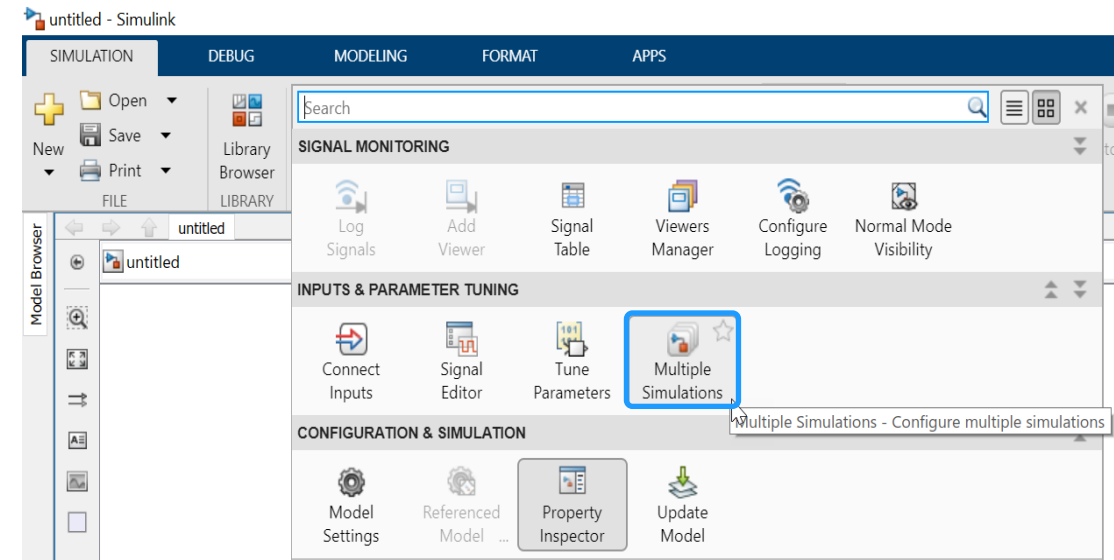 untitled - Simulink
SIMULATION DEBUG MODELING FORMAT APPS
Open
Save
Print
New
FILE
Library
Browser
LIBRARY
Search
SIGNAL MONITORING
Log
Signals
Add
Viewer
Signal
Table
Viewers
Manager
Configure
Logging
Normal Mode
Visibility
Model Browser
untitled
untitled
INPUTS & PARAMETER TUNING
Connect
Inputs
Signal
Editor
Tune
Parameters
Multiple
Simulations
Multiple Simulations - Configure multiple simulations
CONFIGURATION & SIMULATION
Model
Settings
Referenced
Model ...
Property
Inspector
Update
Model